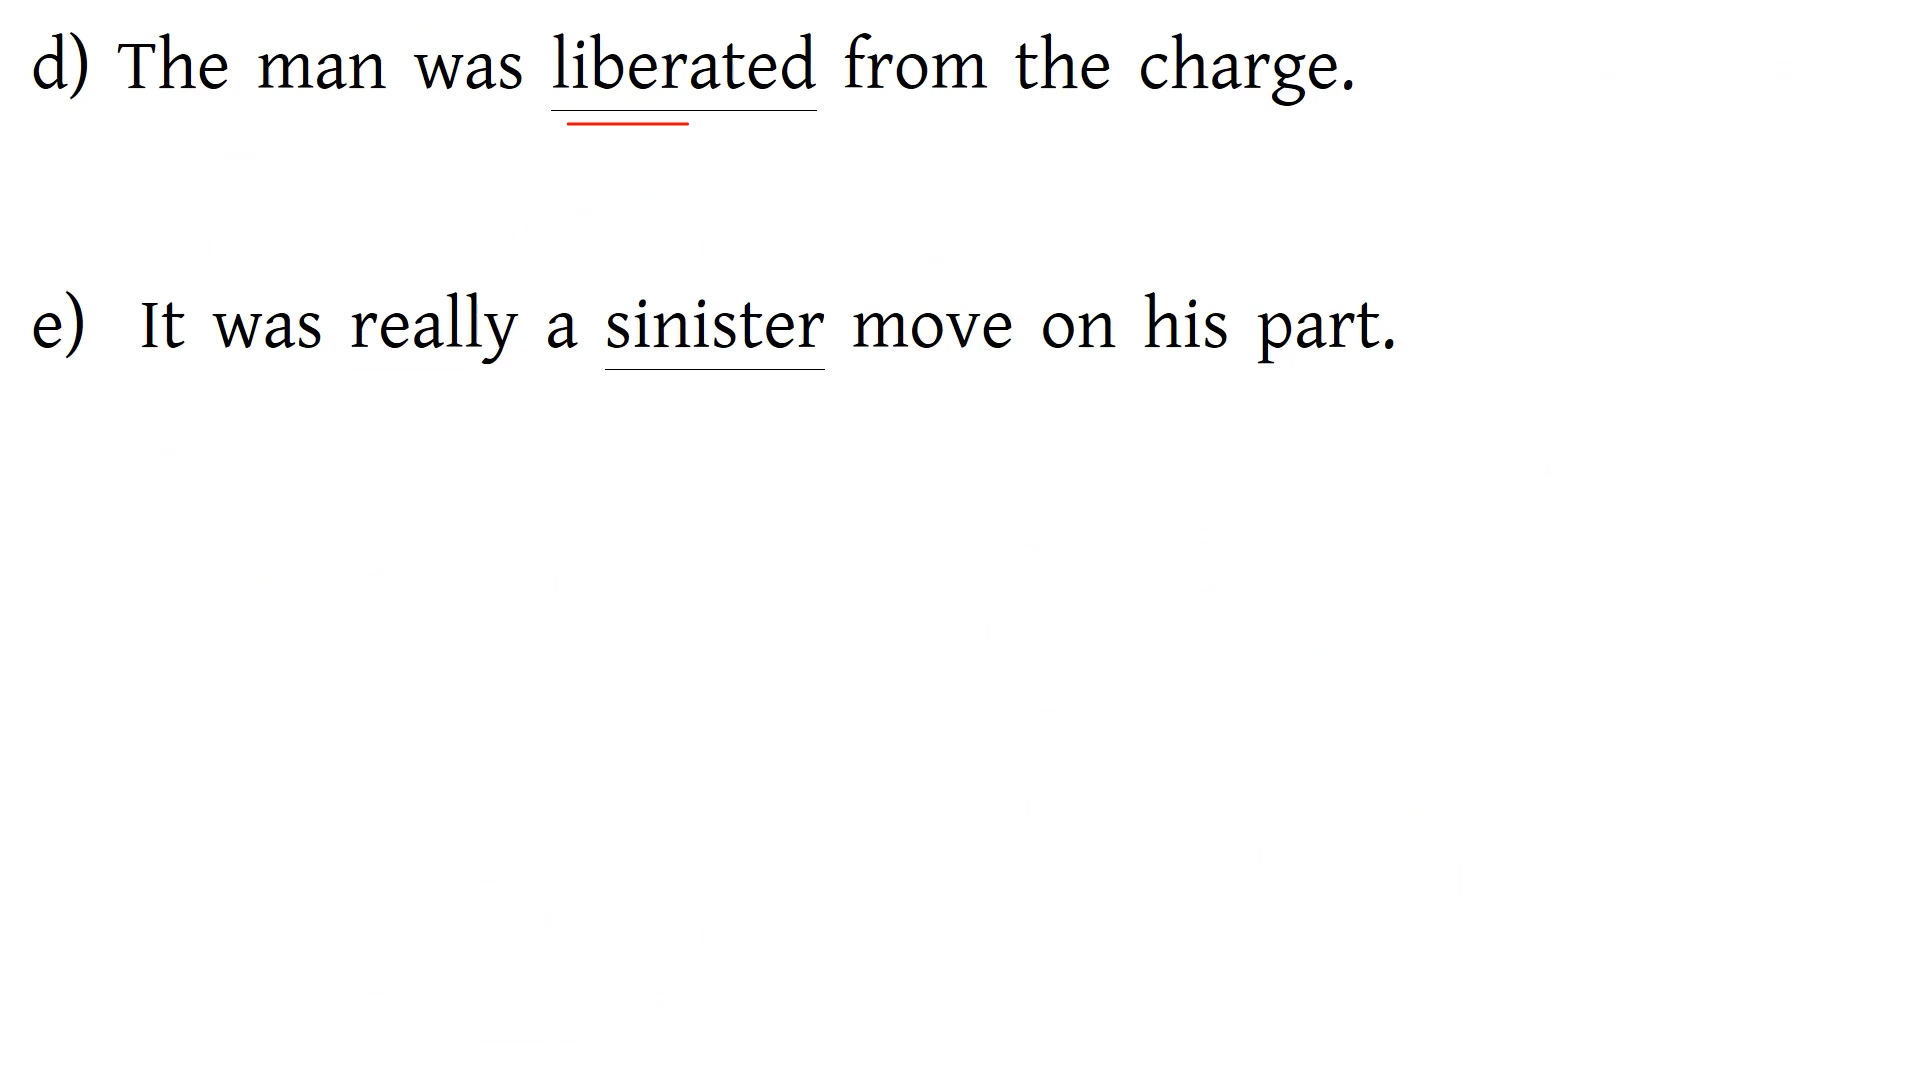 d) The man was liberated from the charge.
e) It was really a sinister move on his part.